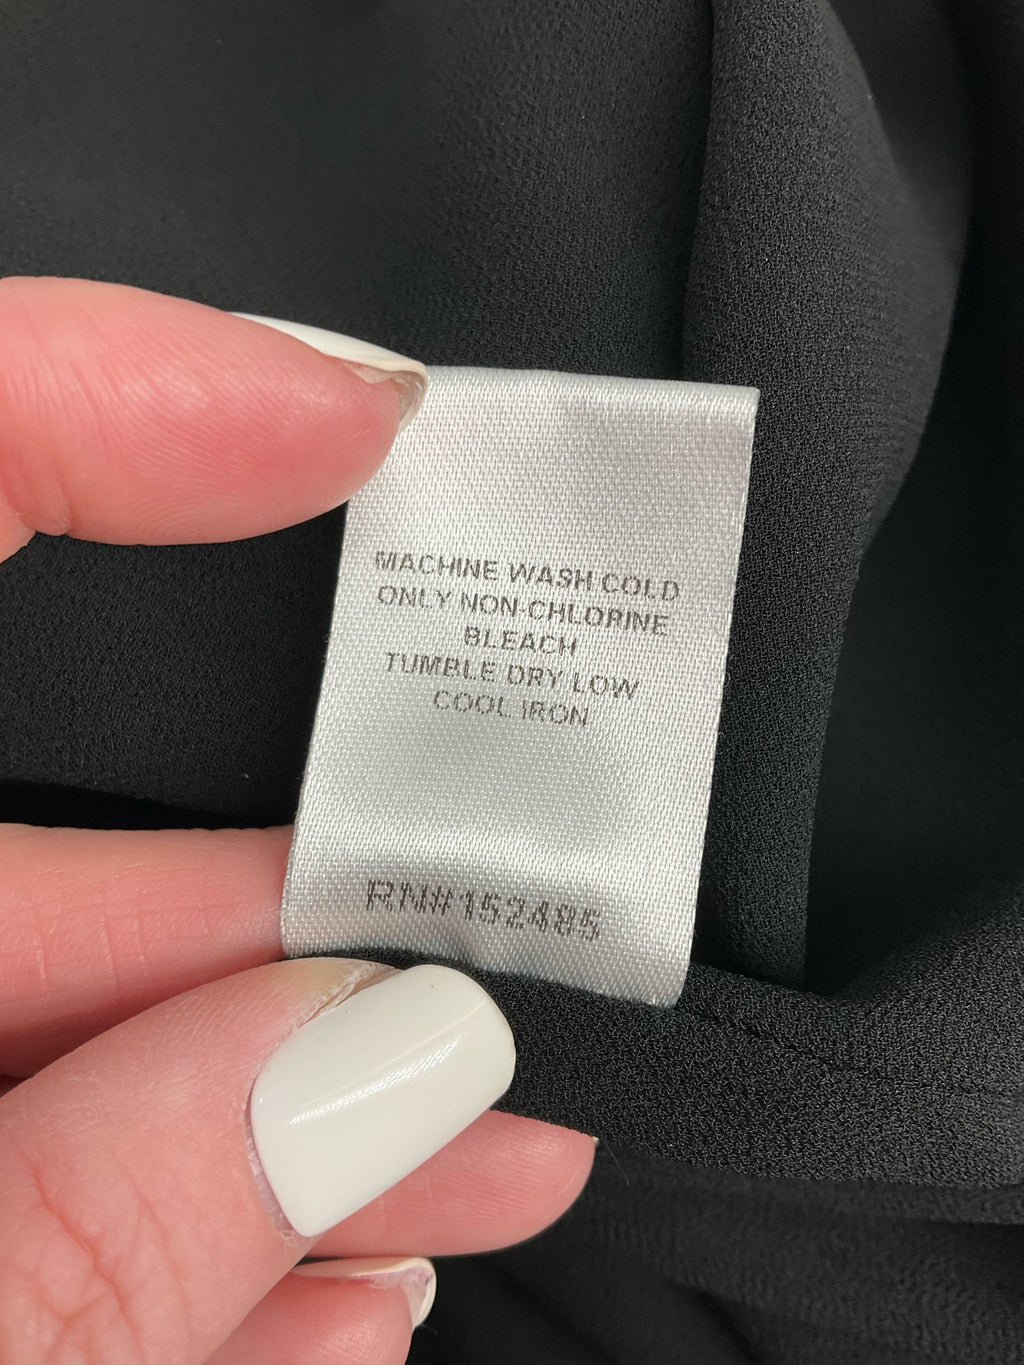 MACHINE WASH COLD
ONLY NON-CHLORINE
BLEACH
TUMBLE DRY LOW
COOL IRON
RN#152485